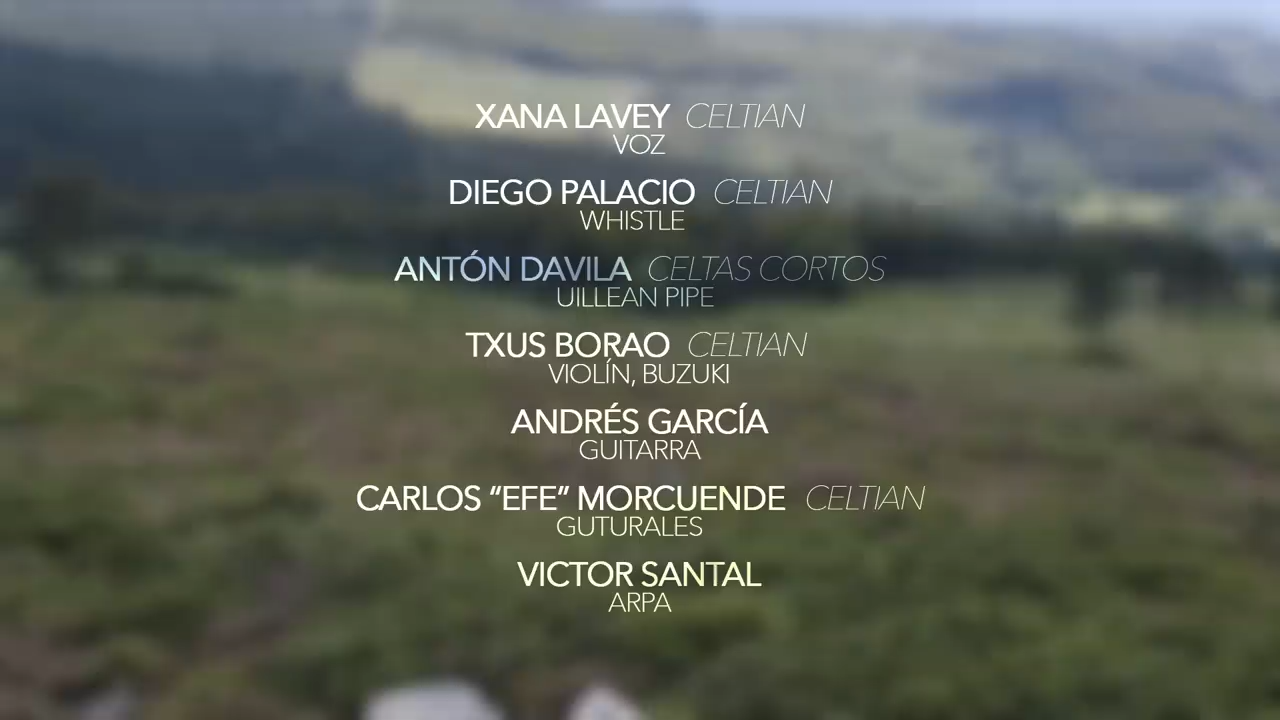 XANA LAVEY CELTIAN
VOZ
DIEGO PALACIO CELTIAN
WHISTLE
ANTÓN DAVILA CELTAS CORTOS
UILLEAN PIPE
TXUS BORAO CELTIAN
VIOLÍN, BUZUKI
ANDRÉS GARCÍA
GUITARRA
CARLOS “EFE” MORCUENDE CELTIAN
GUTURALES
VICTOR SANTAL
ARPA